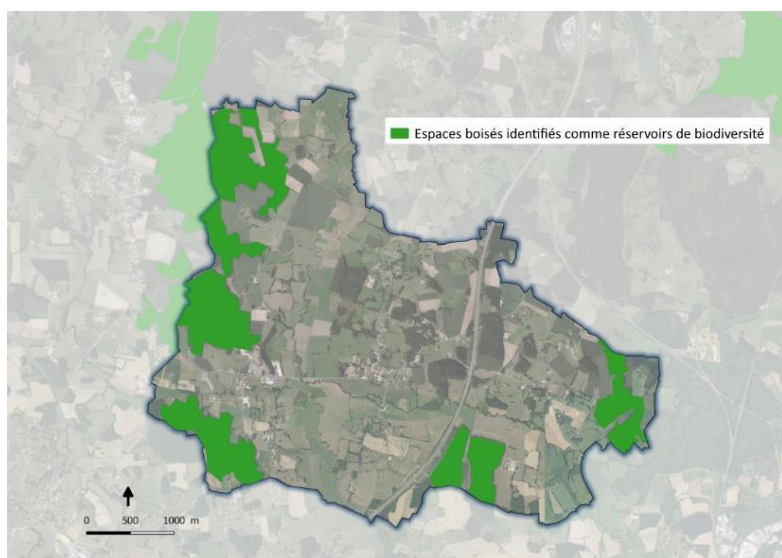 Espaces boisés identifiés comme réservoirs de biodiversité
0 500 1000 m